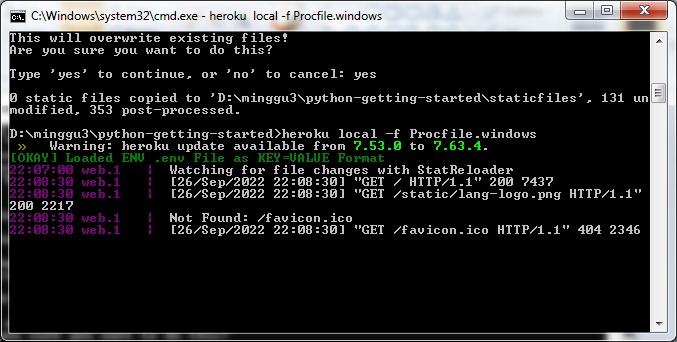 C:\Windows\system32\cmd.exe - heroku  local -f Procfile.windows
This will overwrite existing files!
Are you sure you want to do this?
Type 'yes' to continue, or 'no' to cancel: yes
0 static files copied to 'D:\minggu3\python-getting-started\staticfiles', 131 un
modified, 353 post-processed.
D:\minggu3\python-getting-started>heroku local -f Procfile.windows
 »   Warning: heroku update available from 7.53.0 to 7.63.4.
[OKAY] Loaded ENV .env File as KEY=VALUE Format
22:07:00 web.1   ¦  Watching for file changes with StatReloader
22:08:30 web.1   ¦  [26/Sep/2022 22:08:30] "GET / HTTP/1.1" 200 7437
22:08:30 web.1   ¦  [26/Sep/2022 22:08:30] "GET /static/lang-logo.png HTTP/1.1"
200 2217
22:08:30 web.1   ¦  Not Found: /favicon.ico
22:08:30 web.1   ¦  [26/Sep/2022 22:08:30] "GET /favicon.ico HTTP/1.1" 404 2346